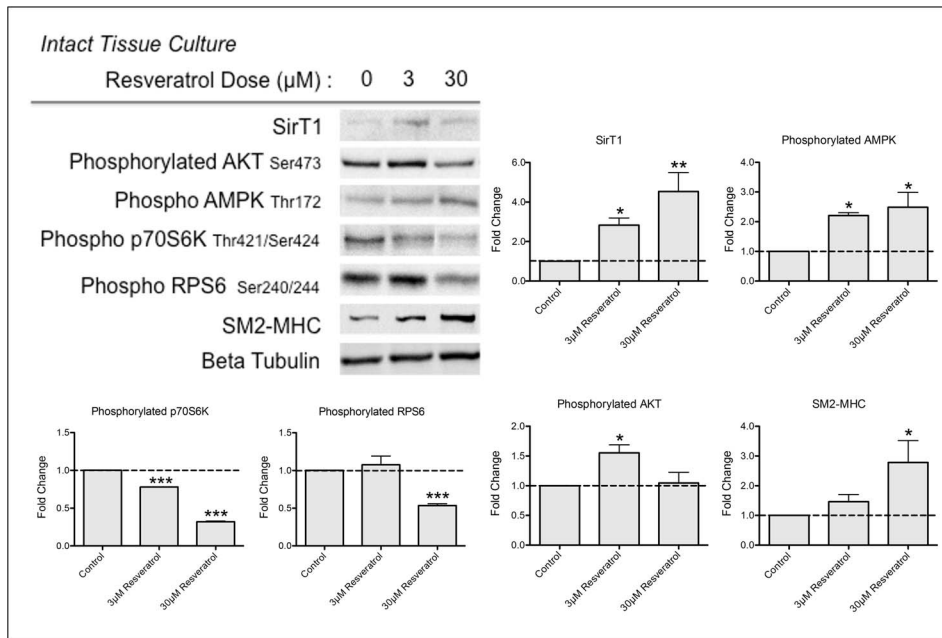 Intact Tissue Culture
Resveratrol Dose (µM) : 0 3 30
SirT1
Phosphorylated AKT Ser473
Phospho AMPK Thr172
Phospho p70S6K Thr421/Ser424
Phospho RPS6 Ser240/244
SM2-MHC
Beta Tubulin
SirT1
Fold Change
6.0
4.0
2.0
0.0
*
**
Control
3µM Resveratrol
30µM Resveratrol
Phosphorylated AMPK
Fold Change
4.0
3.0
2.0
1.0
0.0
*
*
Control
3µM Resveratrol
30µM Resveratrol
Phosphorylated p70S6K
Fold Change
1.5
1.0
0.5
0.0
***
***
Control
3µM Resveratrol
30µM Resveratrol
Phosphorylated RPS6
Fold Change
1.5
1.0
0.5
0.0
***
Control
3µM Resveratrol
30µM Resveratrol
Phosphorylated AKT
Fold Change
2.0
1.5
1.0
0.5
0.0
*
Control
3µM Resveratrol
30µM Resveratrol
SM2-MHC
Fold Change
4.0
3.0
2.0
1.0
0.0
*
Control
3µM Resveratrol
30µM Resveratrol